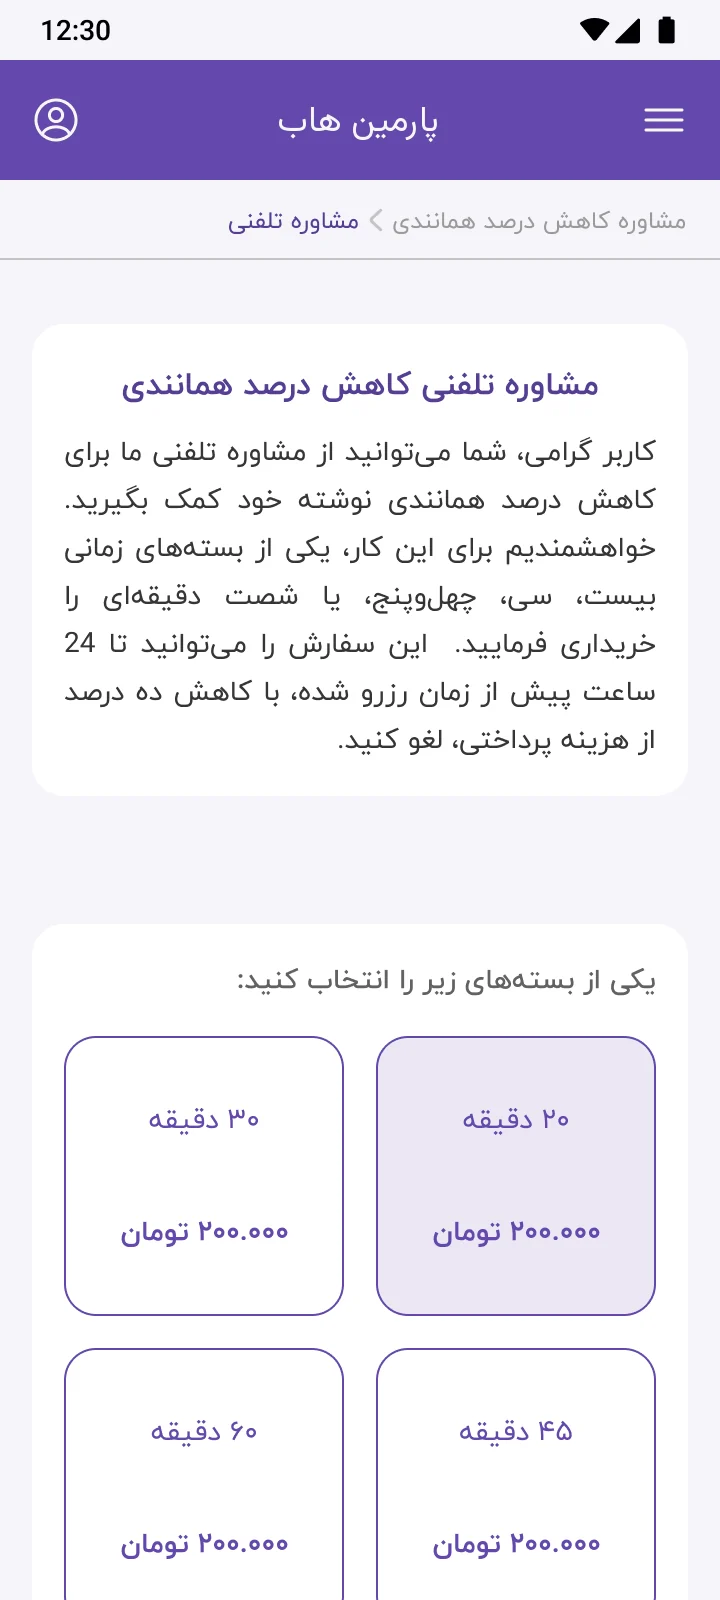 12:30
پارمین هاب
مشاوره کاهش درصد همانندی > مشاوره تلفنی
مشاوره تلفنی کاهش درصد همانندی
کاربر گرامی، شما می‌توانید از مشاوره تلفنی ما برای
کاهش درصد همانندی نوشته خود کمک بگیرید.
خواهشمندیم برای این کار، یکی از بسته‌های زمانی
بیست، سی، چهل‌وپنج، یا شصت دقیقه‌ای را
خریداری فرمایید. این سفارش را می‌توانید تا 24
ساعت پیش از زمان رزرو شده، با کاهش ده درصد
از هزینه پرداختی، لغو کنید.
یکی از بسته‌های زیر را انتخاب کنید:
۲۰ دقیقه
۲۰۰.۰۰۰ تومان
۳۰ دقیقه
۲۰۰.۰۰۰ تومان
۴۵ دقیقه
۲۰۰.۰۰۰ تومان
۶۰ دقیقه
۲۰۰.۰۰۰ تومان